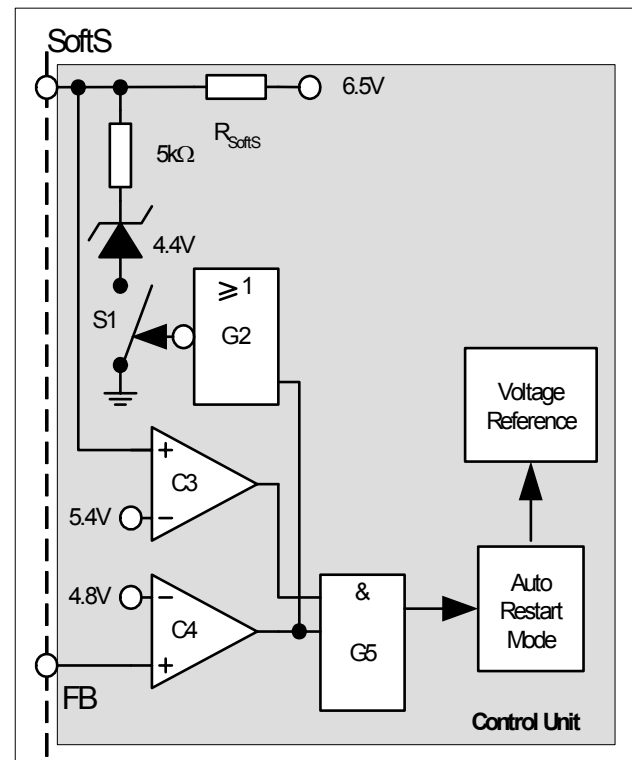 SoftS
6.5V
R SoftS
5kΩ
4.4V
S1
≥ 1
G2
Voltage
Reference
+
C3
5.4V
−
4.8V
−
C4
+
&
G5
Auto
Restart
Mode
FB
Control Unit